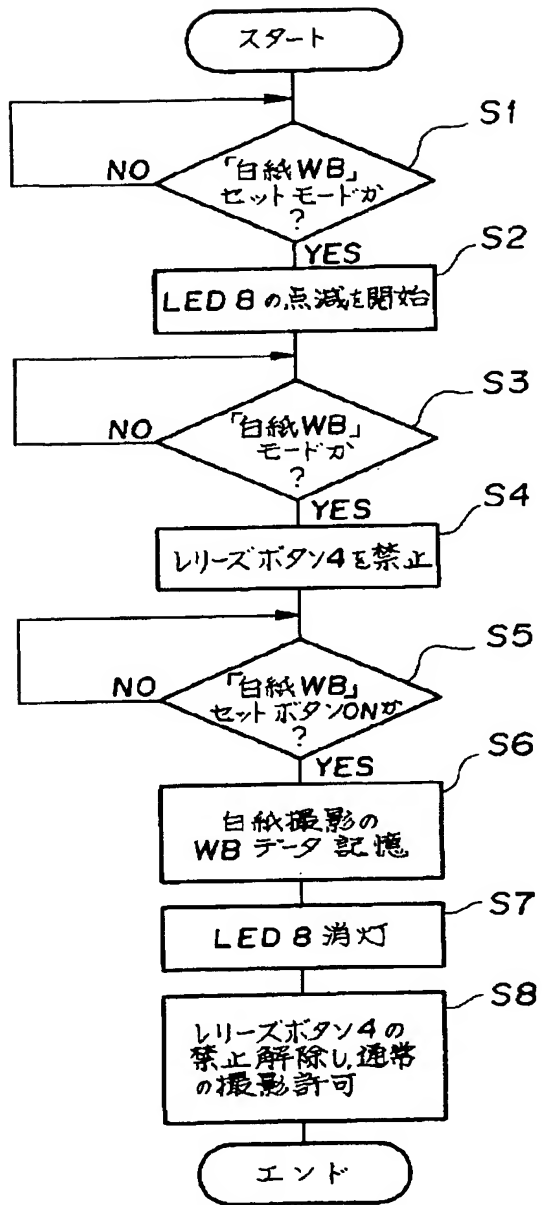 スタート
S1
「白紙WB」
セットモードか
?
NO
YES
S2
LED 8 の点減を開始
S3
「白紙WB」
モードか
?
NO
YES
S4
レリーズボタン4を禁止
S5
「白紙WB」
セットボタンONか
?
NO
YES
S6
白紙撮影の
WB データ 記憶
S7
LED 8 消灯
S8
レリーズボタン4の
禁止解除し,通常
の撮影許可
エンド